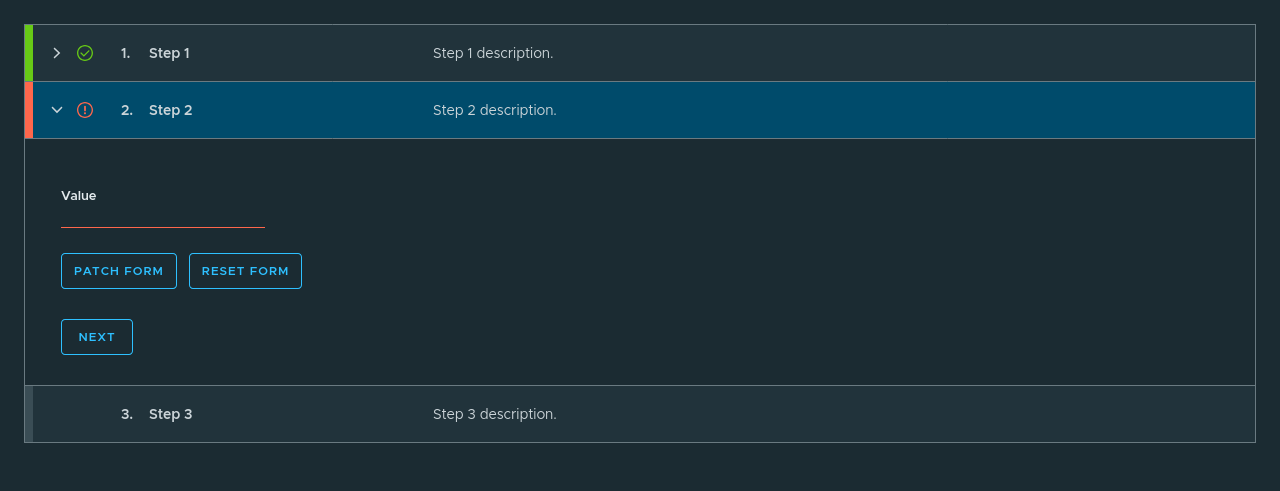 1. Step 1 Step 1 description.
2. Step 2 Step 2 description.
Value
PATCH FORM RESET FORM
NEXT
3. Step 3 Step 3 description.